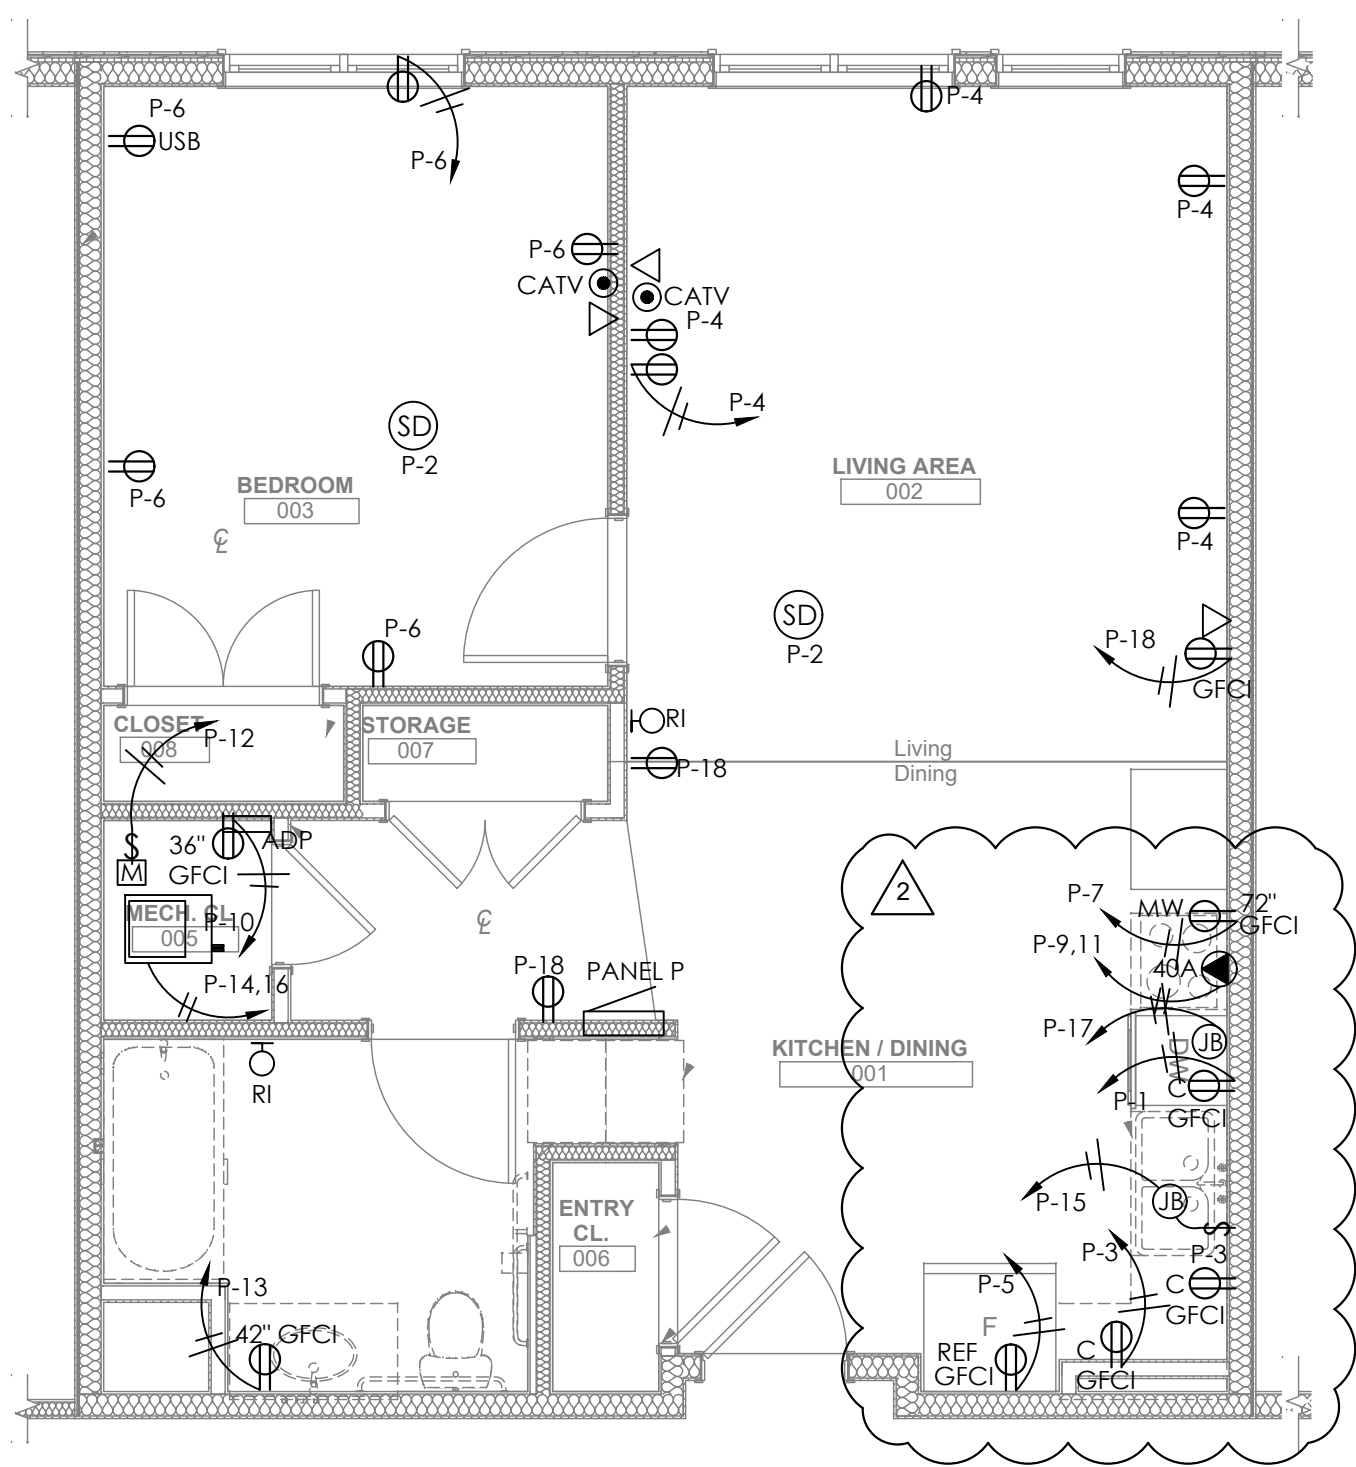 P-6
USB
P-6
P-4
P-4
P-6
CATV
CATV
P-4
P-4
SD
P-2
P-6
BEDROOM
003
LIVING AREA
002
P-4
SD
P-2
P-6
P-18
GFCI
CLOSET
008
P-12
STORAGE
007
RI
P-18
Living
Dining
S
M
36"
GFCI
ADP
MECH. CL.
005
P-10
P-14,16
P-18
PANEL P
RI
KITCHEN / DINING
001
2
P-7
MW
72"
GFCI
P-9,11
40A
P-17
JB
DW
P-1
C
GFCI
P-15
JB
S
P-3
P-3
C
GFCI
P-5
F
REF
GFCI
C
GFCI
ENTRY
CL.
006
P-13
42" GFCI